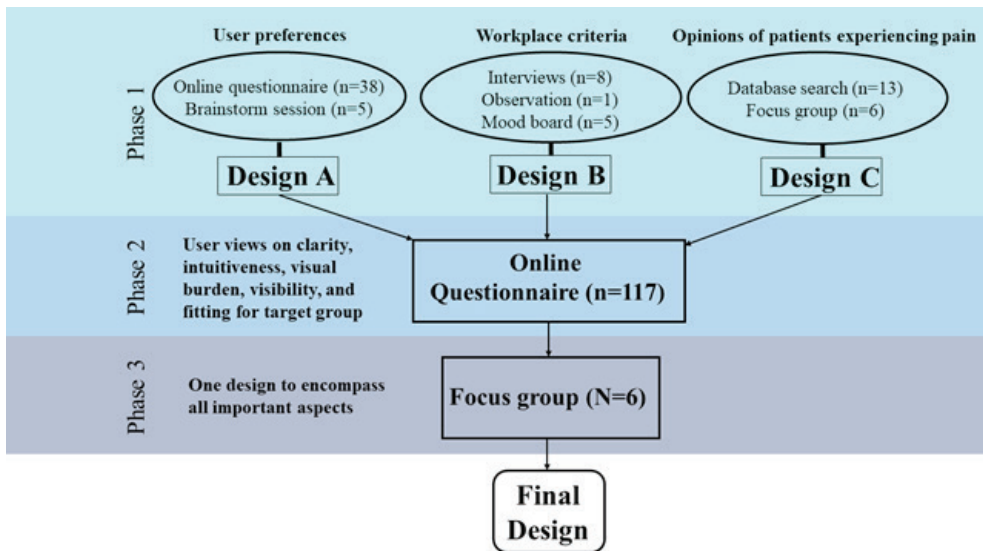 User preferences
Workplace criteria
Opinions of patients experiencing pain
Phase 1
Online questionnaire (n=38)
Brainstorm session (n=5)
Interviews (n=8)
Observation (n=1)
Mood board (n=5)
Database search (n=13)
Focus group (n=6)
Design A
Design B
Design C
Phase 2
User views on clarity,
intuitiveness, visual
burden, visibility, and
fitting for target group
Online
Questionnaire (n=117)
Phase 3
One design to encompass
all important aspects
Focus group (N=6)
Final
Design